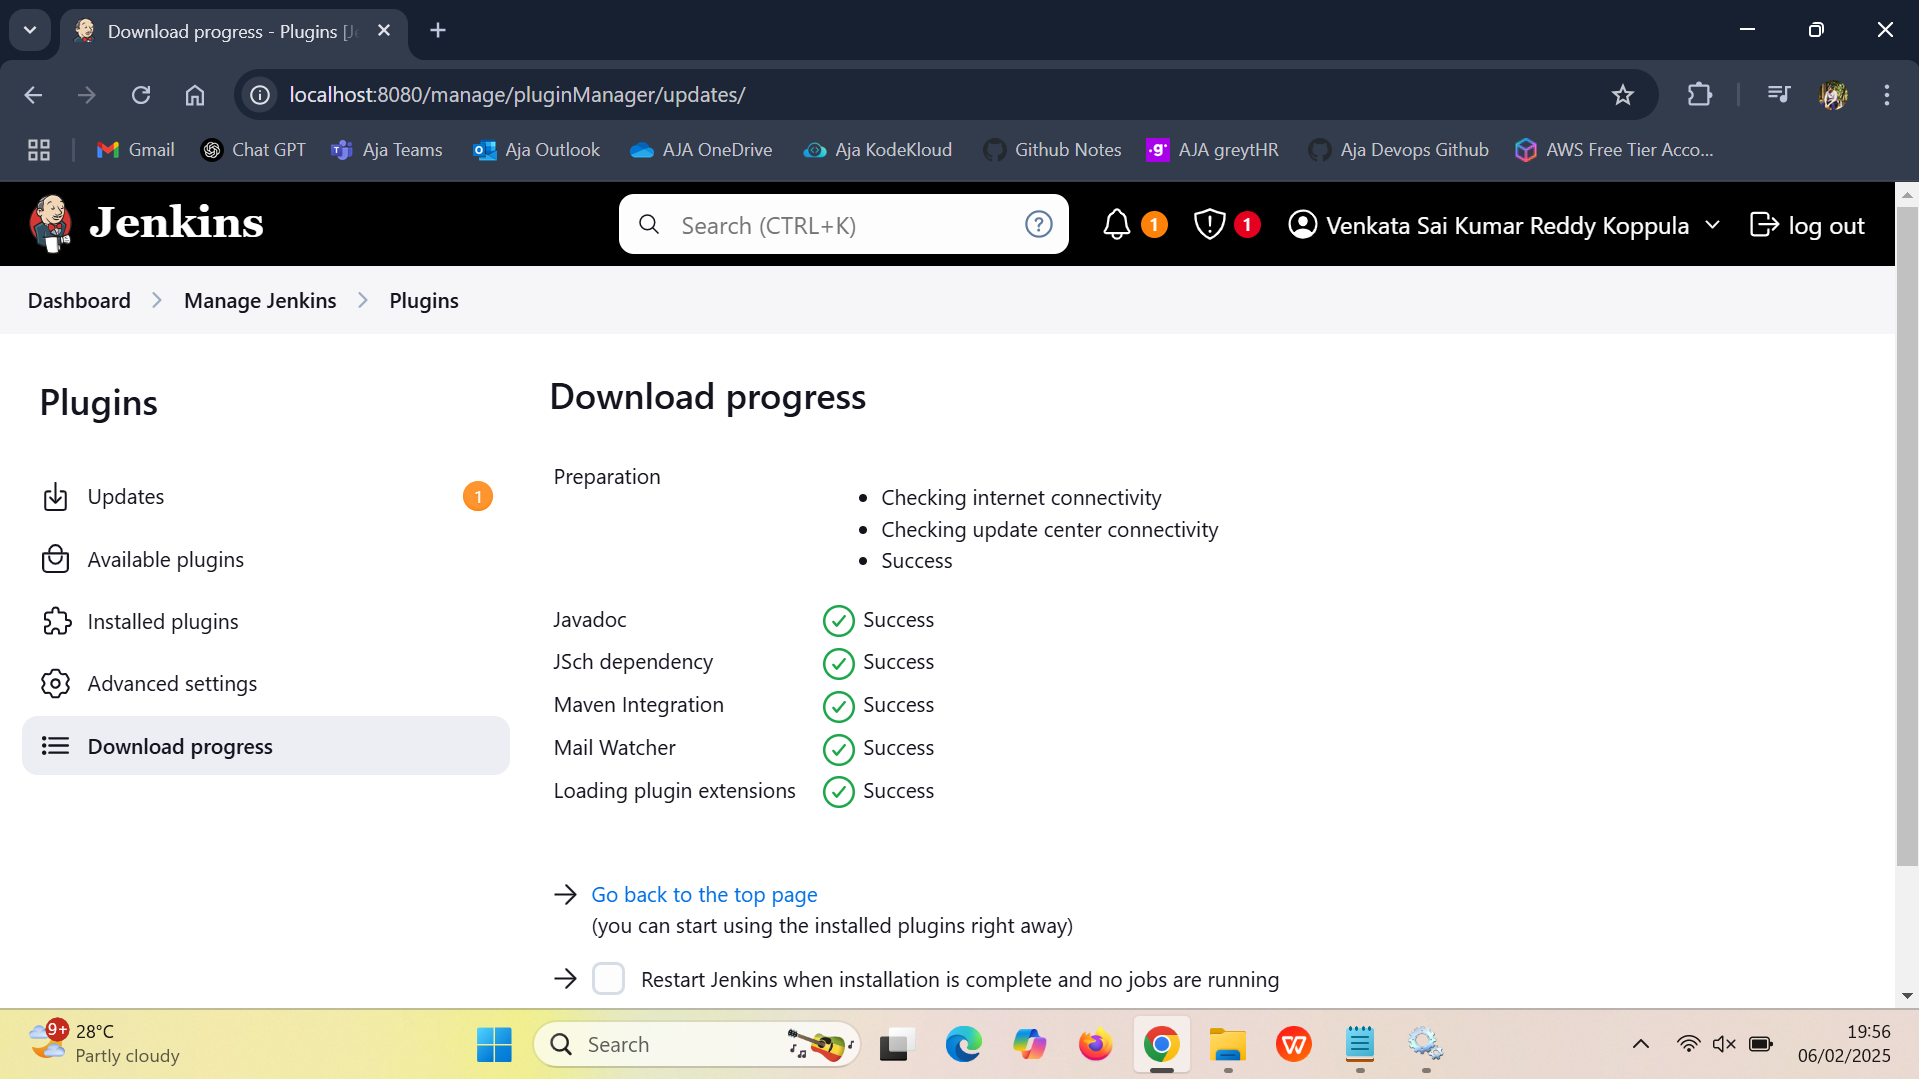 Download progress - Plugins [Je
localhost:8080/manage/pluginManager/updates/
Gmail
Chat GPT
Aja Teams
Aja Outlook
AJA OneDrive
Aja KodeKloud
Github Notes
.g'
AJA greytHR
Aja Devops Github
AWS Free Tier Acco...
Jenkins
Search (CTRL+K)
?
1
1
Venkata Sai Kumar Reddy Koppula
log out
Dashboard > Manage Jenkins > Plugins
Plugins
Updates
1
Available plugins
Installed plugins
Advanced settings
Download progress
Download progress
Preparation
• Checking internet connectivity
• Checking update center connectivity
• Success
Javadoc Success
JSch dependency Success
Maven Integration Success
Mail Watcher Success
Loading plugin extensions Success
→ Go back to the top page
(you can start using the installed plugins right away)
→ Restart Jenkins when installation is complete and no jobs are running
9+
28°C
Partly cloudy
Search
W
19:56
06/02/2025